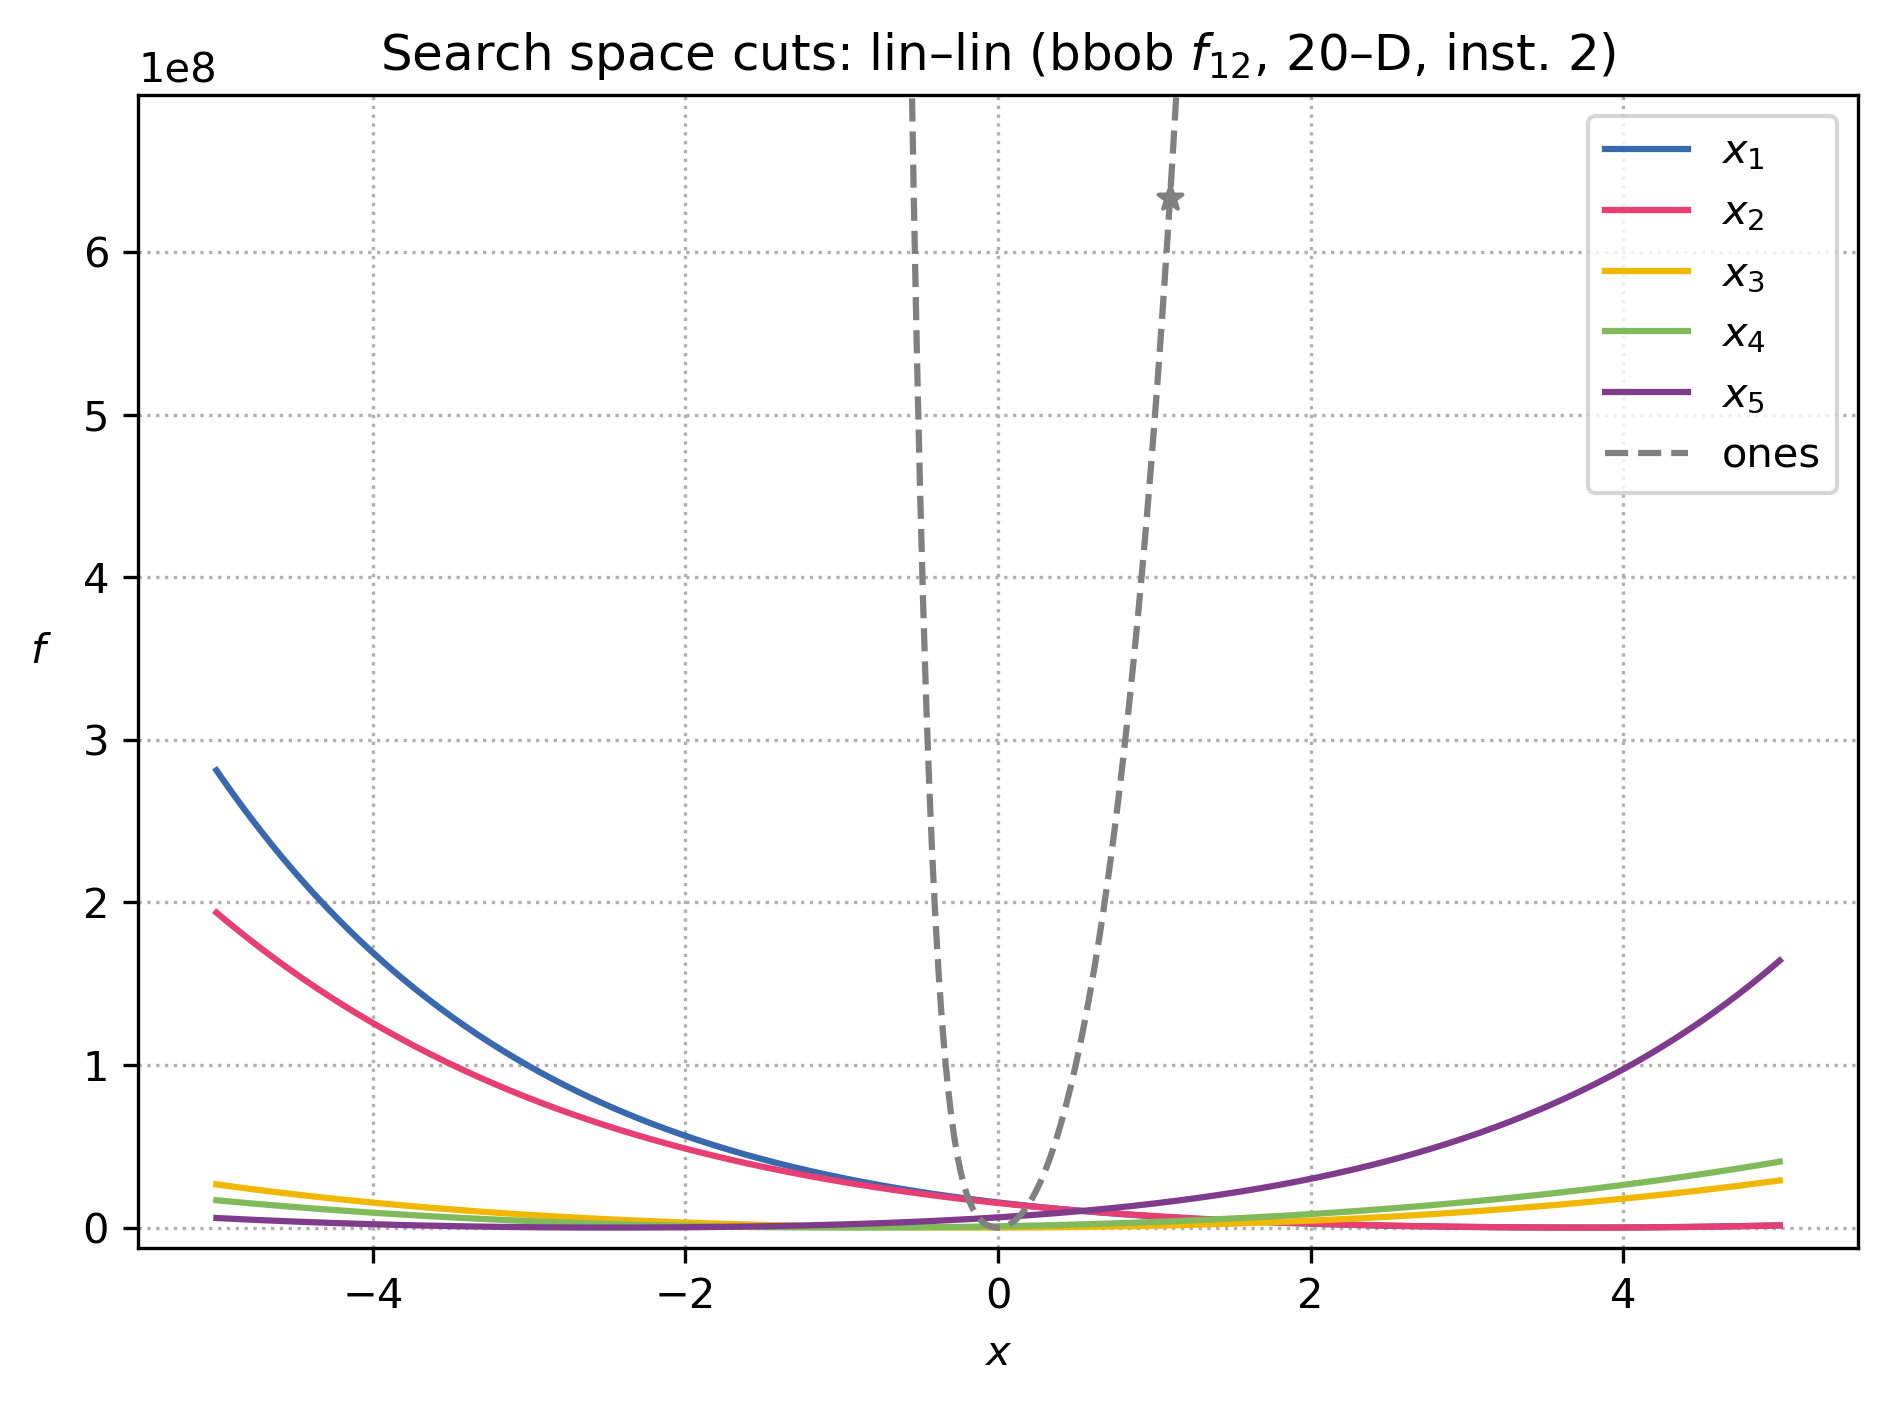 Search space cuts: lin–lin (bbob f12, 20–D, inst. 2)
1e8
6
5
4
3
2
1
0
f
−4 −2 0 2 4
x
x1
x2
x3
x4
x5
ones